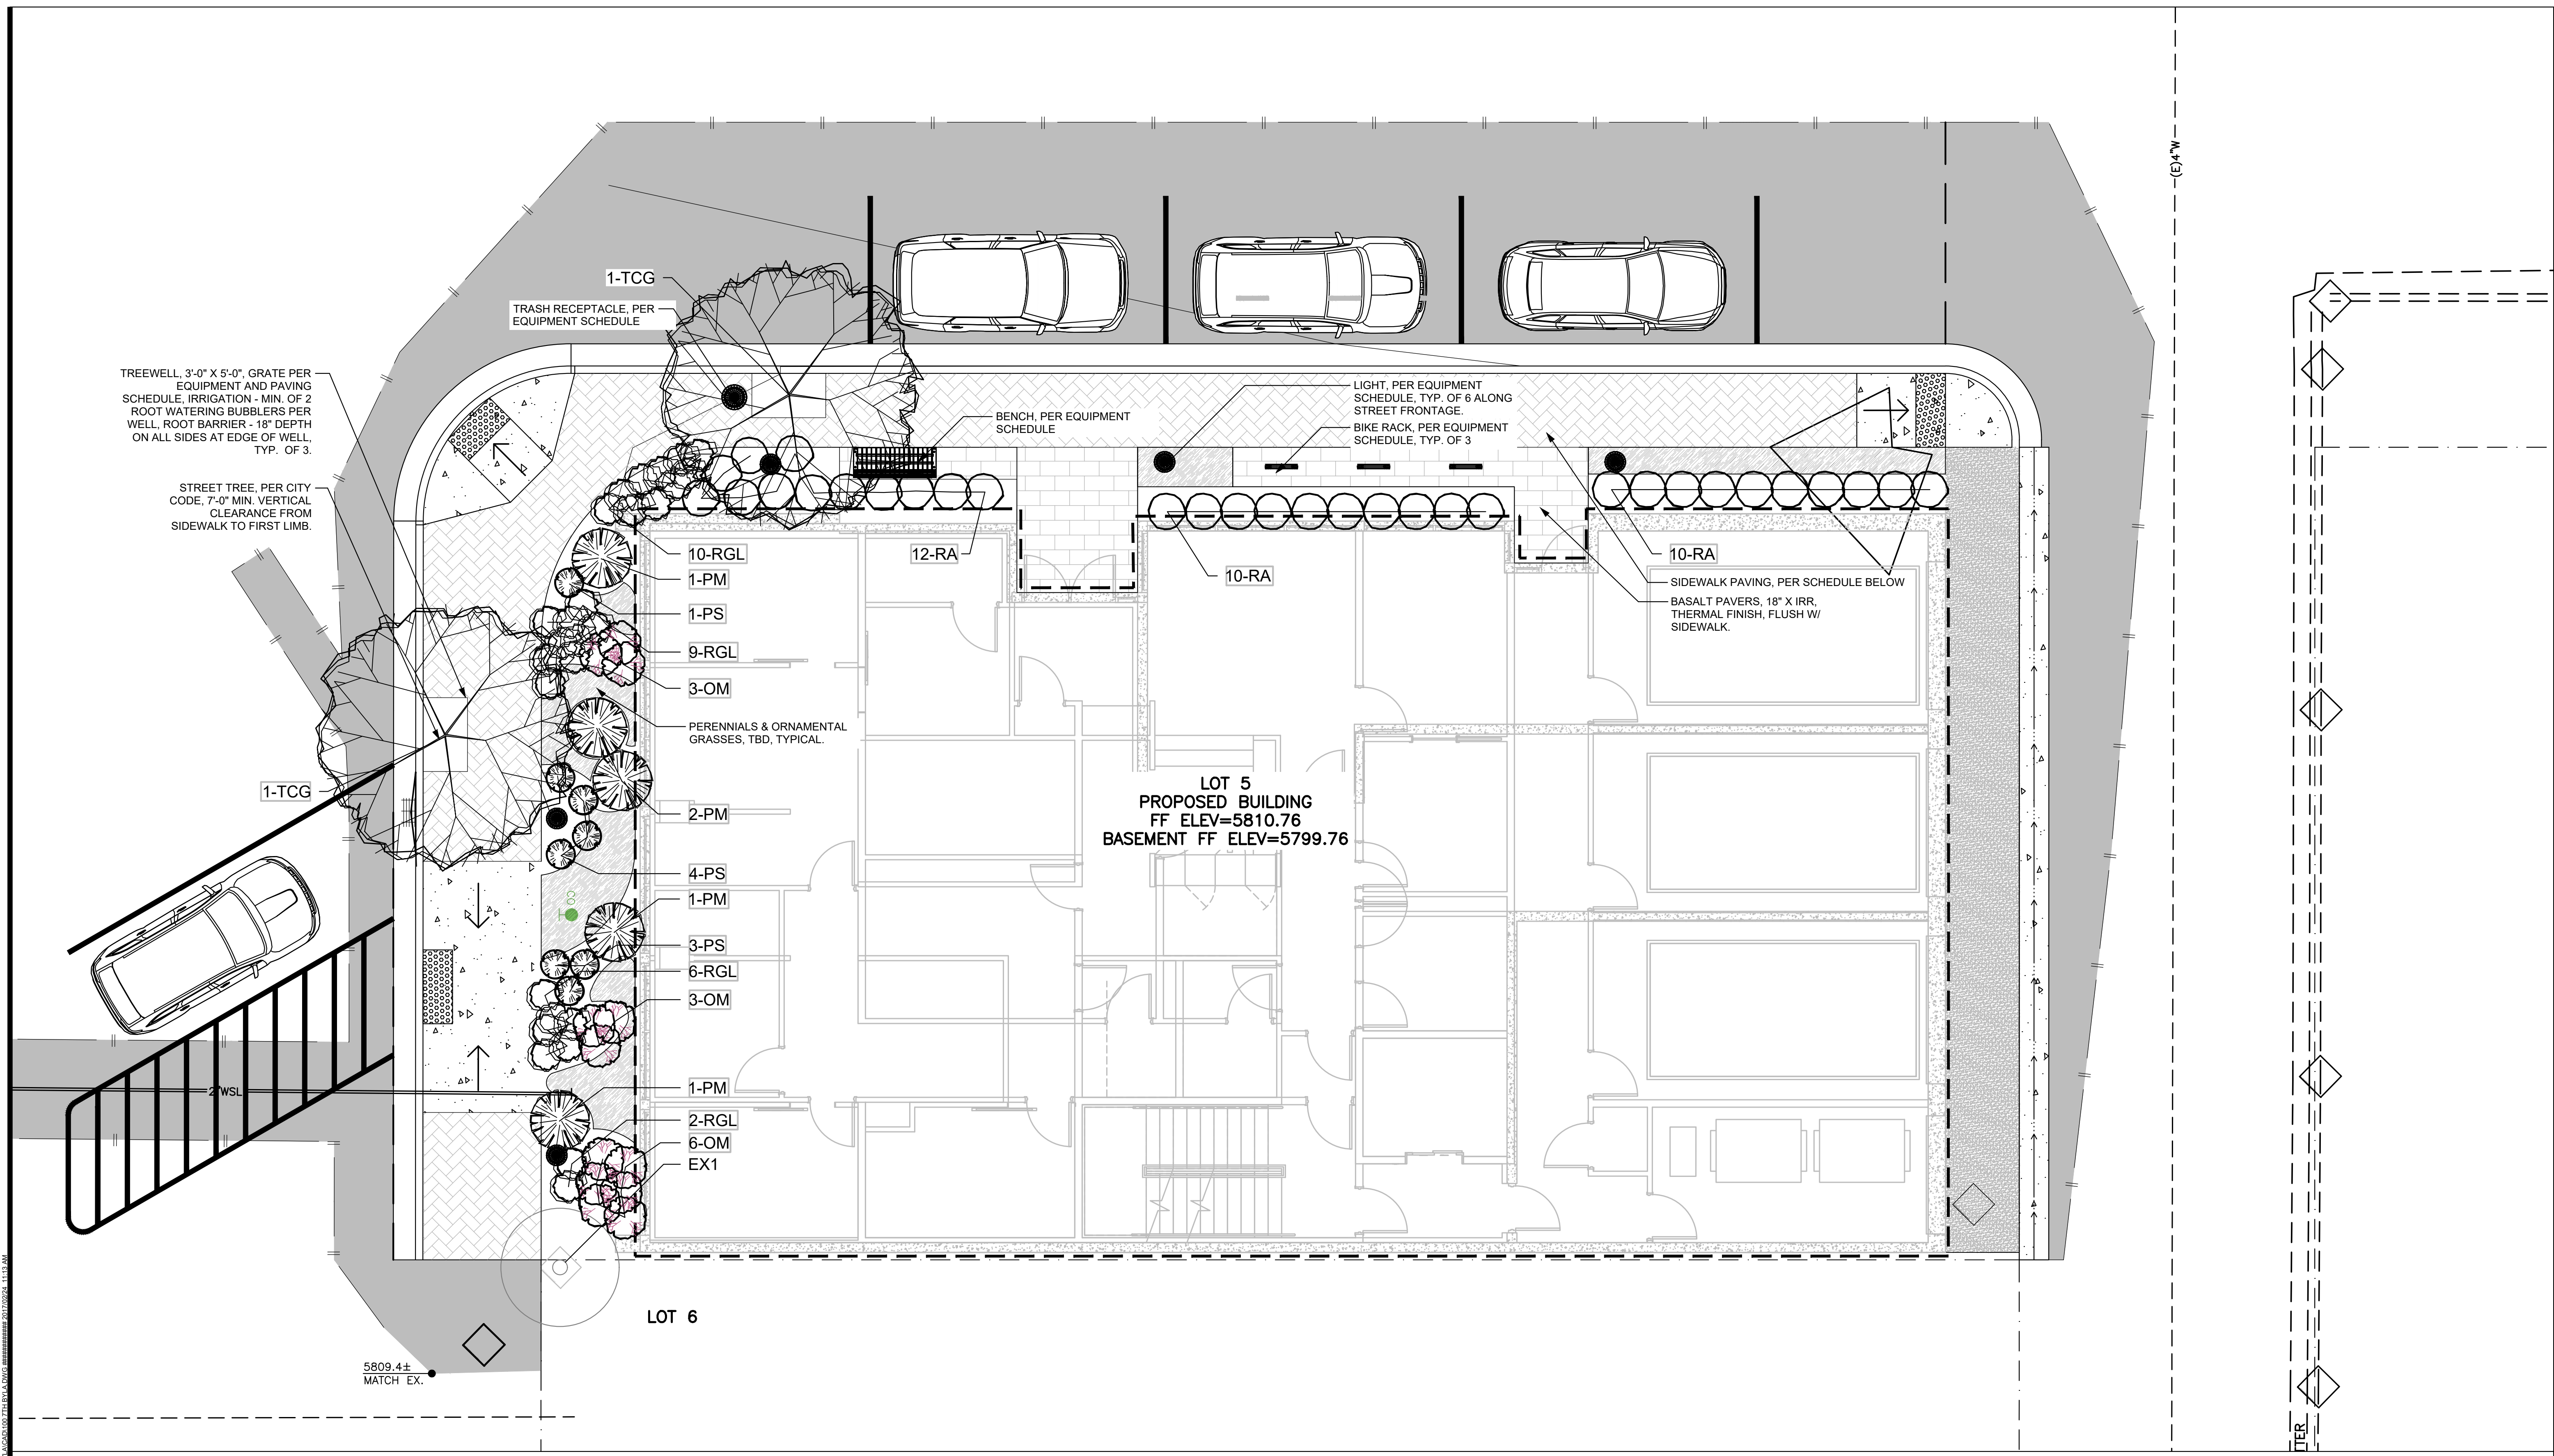 (E)4"W
1-TCG
TRASH RECEPTACLE, PER
EQUIPMENT SCHEDULE
TREEWELL, 3'-0" X 5'-0", GRATE PER
EQUIPMENT AND PAVING
SCHEDULE, IRRIGATION - MIN. OF 2
ROOT WATERING BUBBLERS PER
WELL, ROOT BARRIER - 18" DEPTH
ON ALL SIDES AT EDGE OF WELL,
TYP. OF 3.
STREET TREE, PER CITY
CODE, 7'-0" MIN. VERTICAL
CLEARANCE FROM
SIDEWALK TO FIRST LIMB.
BENCH, PER EQUIPMENT
SCHEDULE
LIGHT, PER EQUIPMENT
SCHEDULE, TYP. OF 6 ALONG
STREET FRONTAGE.
BIKE RACK, PER EQUIPMENT
SCHEDULE, TYP. OF 3
10-RGL
12-RA
10-RA
10-RA
1-PM
SIDEWALK PAVING, PER SCHEDULE BELOW
BASALT PAVERS, 18" X IRR,
THERMAL FINISH, FLUSH W/
SIDEWALK.
1-PS
9-RGL
3-OM
PERENNIALS & ORNAMENTAL
GRASSES, TBD, TYPICAL.
1-TCG
2-PM
LOT 5
PROPOSED BUILDING
FF ELEV=5810.76
BASEMENT FF ELEV=5799.76
4-PS
1-PM
CO
3-PS
6-RGL
3-OM
1-PM
2"WSL
2-RGL
6-OM
EX1
LOT 6
5809.4±
MATCH EX.
TTER